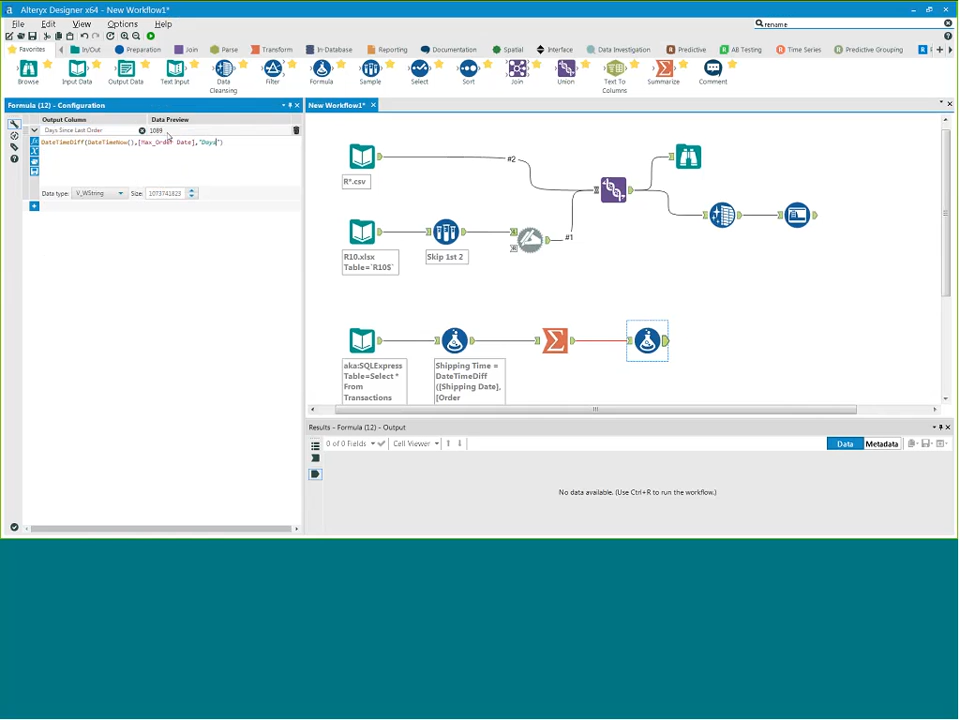 Alteryx Designer x64 - New Workflow1*
File Edit View Options Help
rename
Favorites In/Out Preparation Join Parse Transform In-Database Reporting Documentation Spatial Interface Data Investigation Predictive AB Testing Time Series Predictive Grouping
Browse Input Data Output Data Text Input Data Cleansing Filter Formula Sample Select Sort Join Union Text To Columns Summarize Comment
Formula (12) - Configuration
New Workflow1*
Output Column Data Preview
Days Since Last Order 1089
DateTimeDiff(DateTimeNow(),[Max_Order Date],"Days")
Data type: V_WString Size: 1073741823
#2
R*.csv
#1
R10.xlsx
Table=`R10$`
Skip 1st 2
aka:SQLExpress
Table=Select *
From
Transactions
Shipping Time =
DateTimeDiff
([Shipping Date],
[Order
Results - Formula (12) - Output
0 of 0 Fields Cell Viewer Data Metadata
No data available. (Use Ctrl+R to run the workflow.)